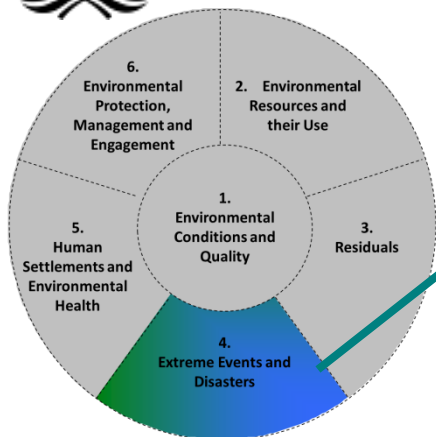 6.
Environmental
Protection,
Management and
Engagement
2. Environmental
Resources and
their Use
1.
Environmental
Conditions and
Quality
3.
Residuals
5.
Human
Settlements and
Environmental
Health
4.
Extreme Events and
Disasters